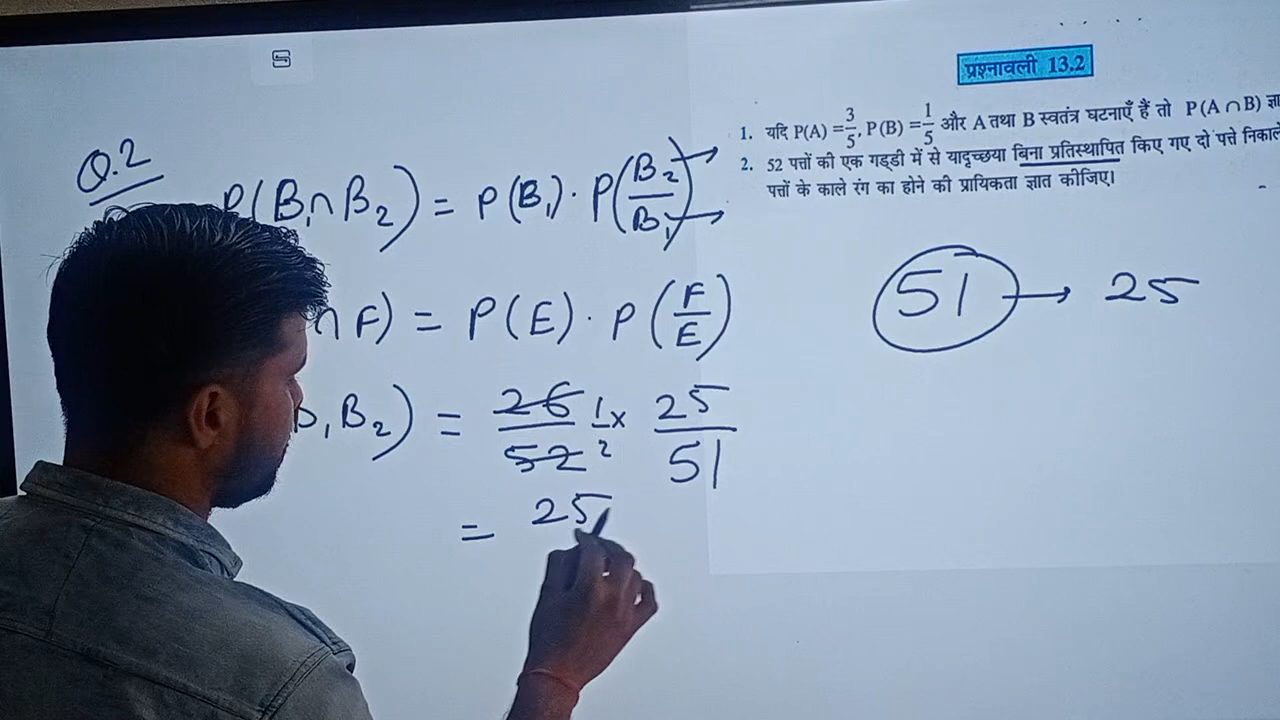 प्रश्नावली 13.2
1. यदि P(A) = 3/5, P(B) = 1/5 और A तथा B स्वतंत्र घटनाएँ हैं तो P(A ∩ B)
2. 52 पत्तों की एक गड्डी में से यादृच्छया बिना प्रतिस्थापित किए गए दो पत्ते
पत्तों के काले रंग का होने की प्रायिकता ज्ञात कीजिए।
Q.2
P(B₁∩B₂) = P(B₁)·P(B₂/B₁)
∩ F) = P(E)·P(F/E)
B₂) = 26/52 1/2 × 25/51
= 25
51 → 25